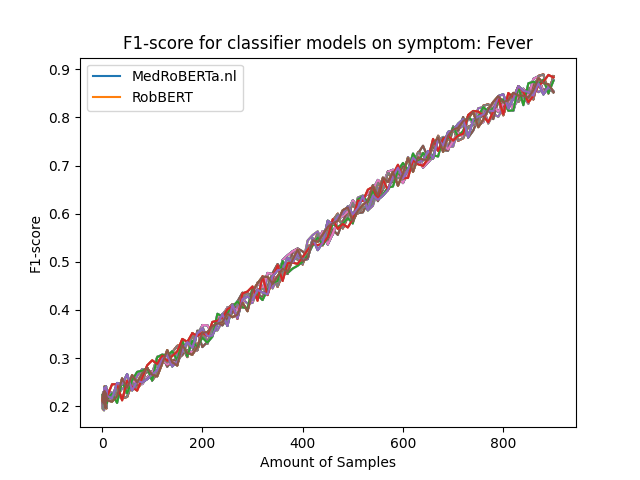 F1-score for classifier models on symptom: Fever
MedRoBERTa.nl
RobBERT
0.9
0.8
0.7
0.6
0.5
0.4
0.3
0.2
F1-score
0 200 400 600 800
Amount of Samples